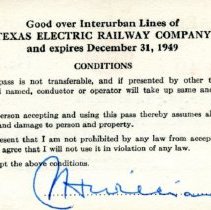 Good over Interurban Lines of
TEXAS ELECTRIC RAILWAY COMPANY
and expires December 31, 1949
CONDITIONS
pass is not transferable, and if presented by other t
named, conductor or operator will take up same an
erson accepting and using this pass thereby assumes al
and damage to person and property.
resent that I am not prohibited by any law from accep
agree that I will not use it in violation of any law.
ept the above conditions.